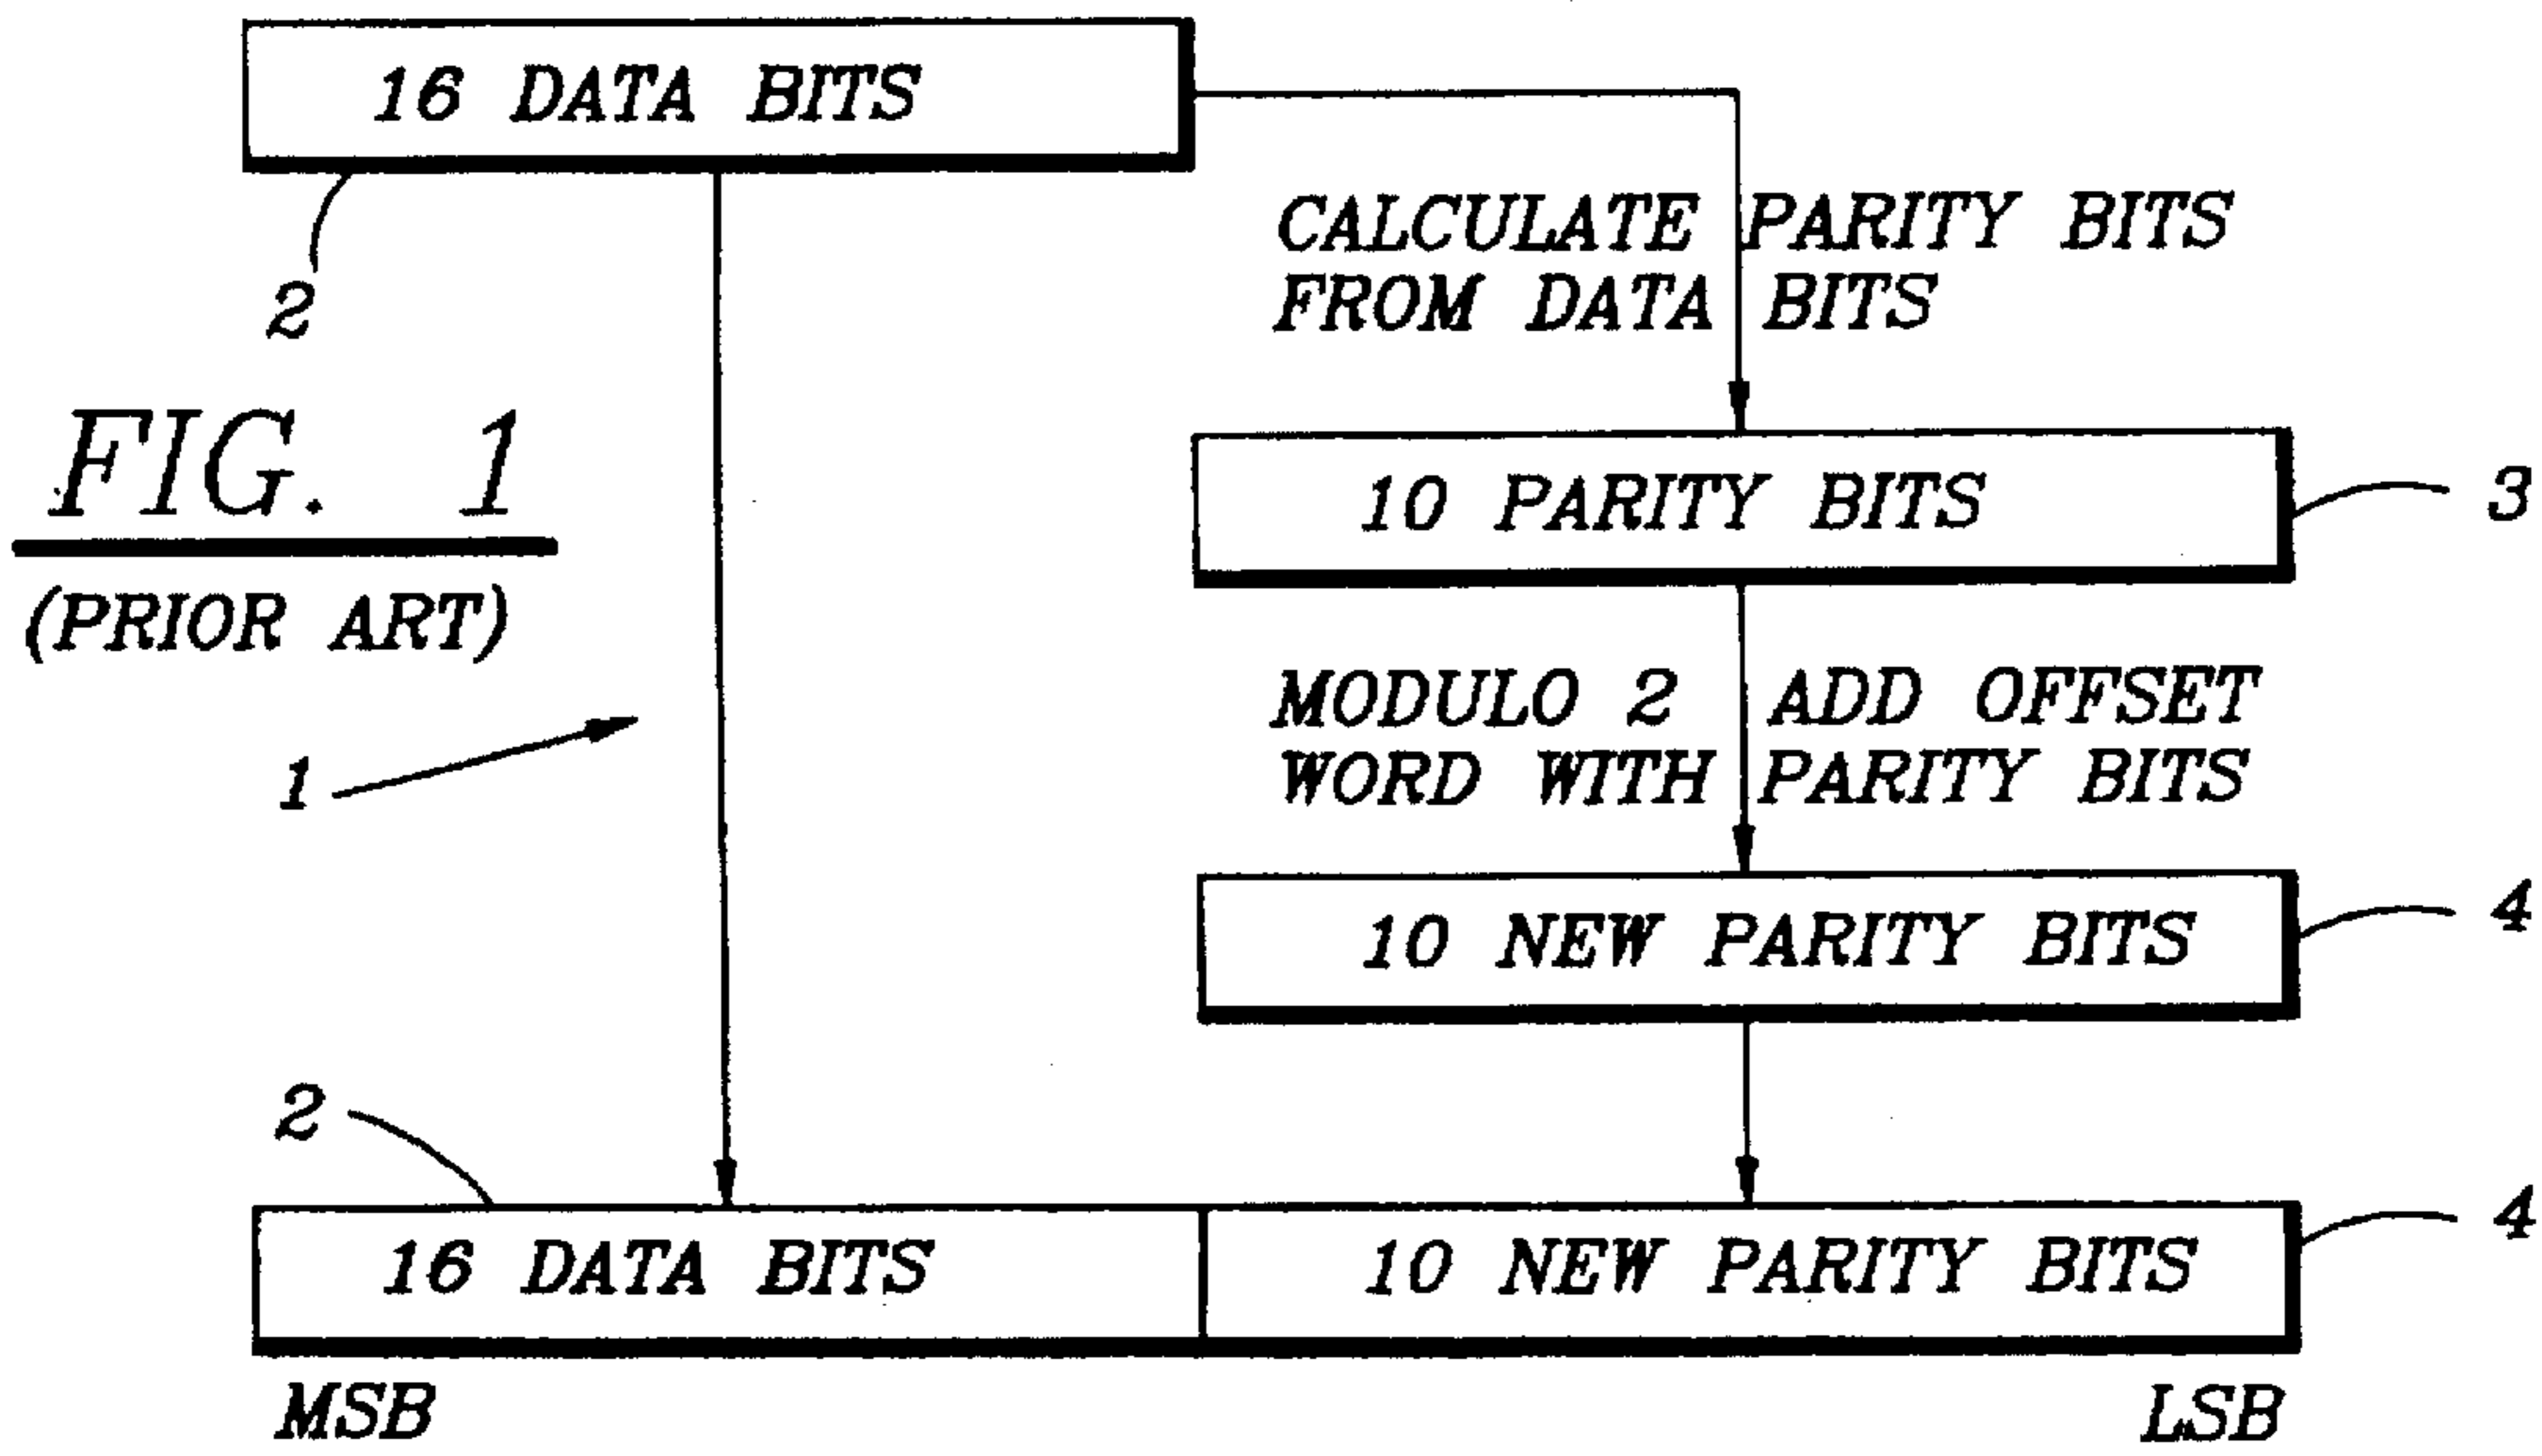 16 DATA BITS
2
CALCULATE PARITY BITS
FROM DATA BITS
FIG. 1
(PRIOR ART)
10 PARITY BITS
3
MODULO 2 ADD OFFSET
WORD WITH PARITY BITS
1
10 NEW PARITY BITS
4
2
16 DATA BITS
10 NEW PARITY BITS
4
MSB
LSB